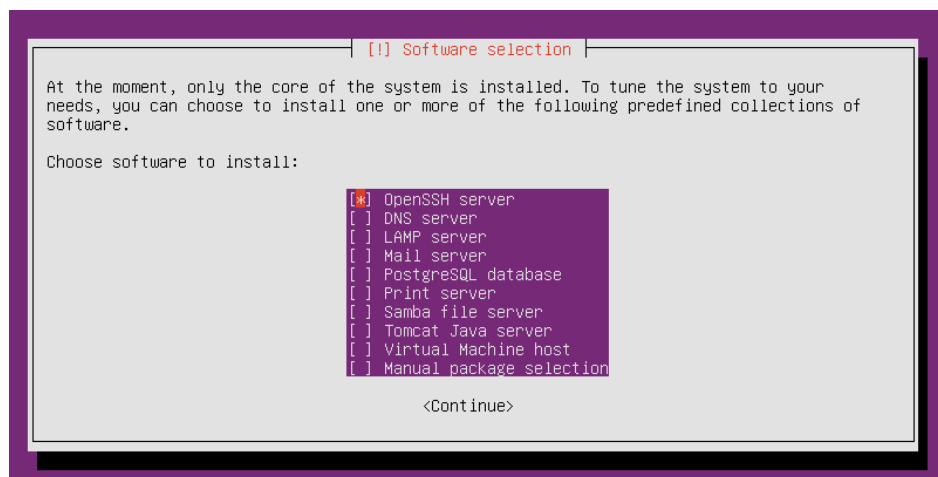 [!] Software selection
At the moment, only the core of the system is installed. To tune the system to your
needs, you can choose to install one or more of the following predefined collections of
software.
Choose software to install:
[*] OpenSSH server
[ ] DNS server
[ ] LAMP server
[ ] Mail server
[ ] PostgreSQL database
[ ] Print server
[ ] Samba file server
[ ] Tomcat Java server
[ ] Virtual Machine host
[ ] Manual package selection
<Continue>